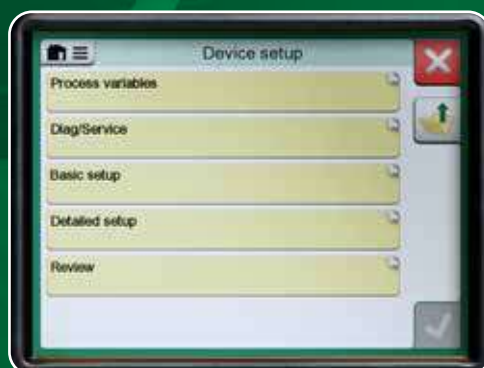 Device setup
Process variables
Diag/Service
Basic setup
Detailed setup
Review